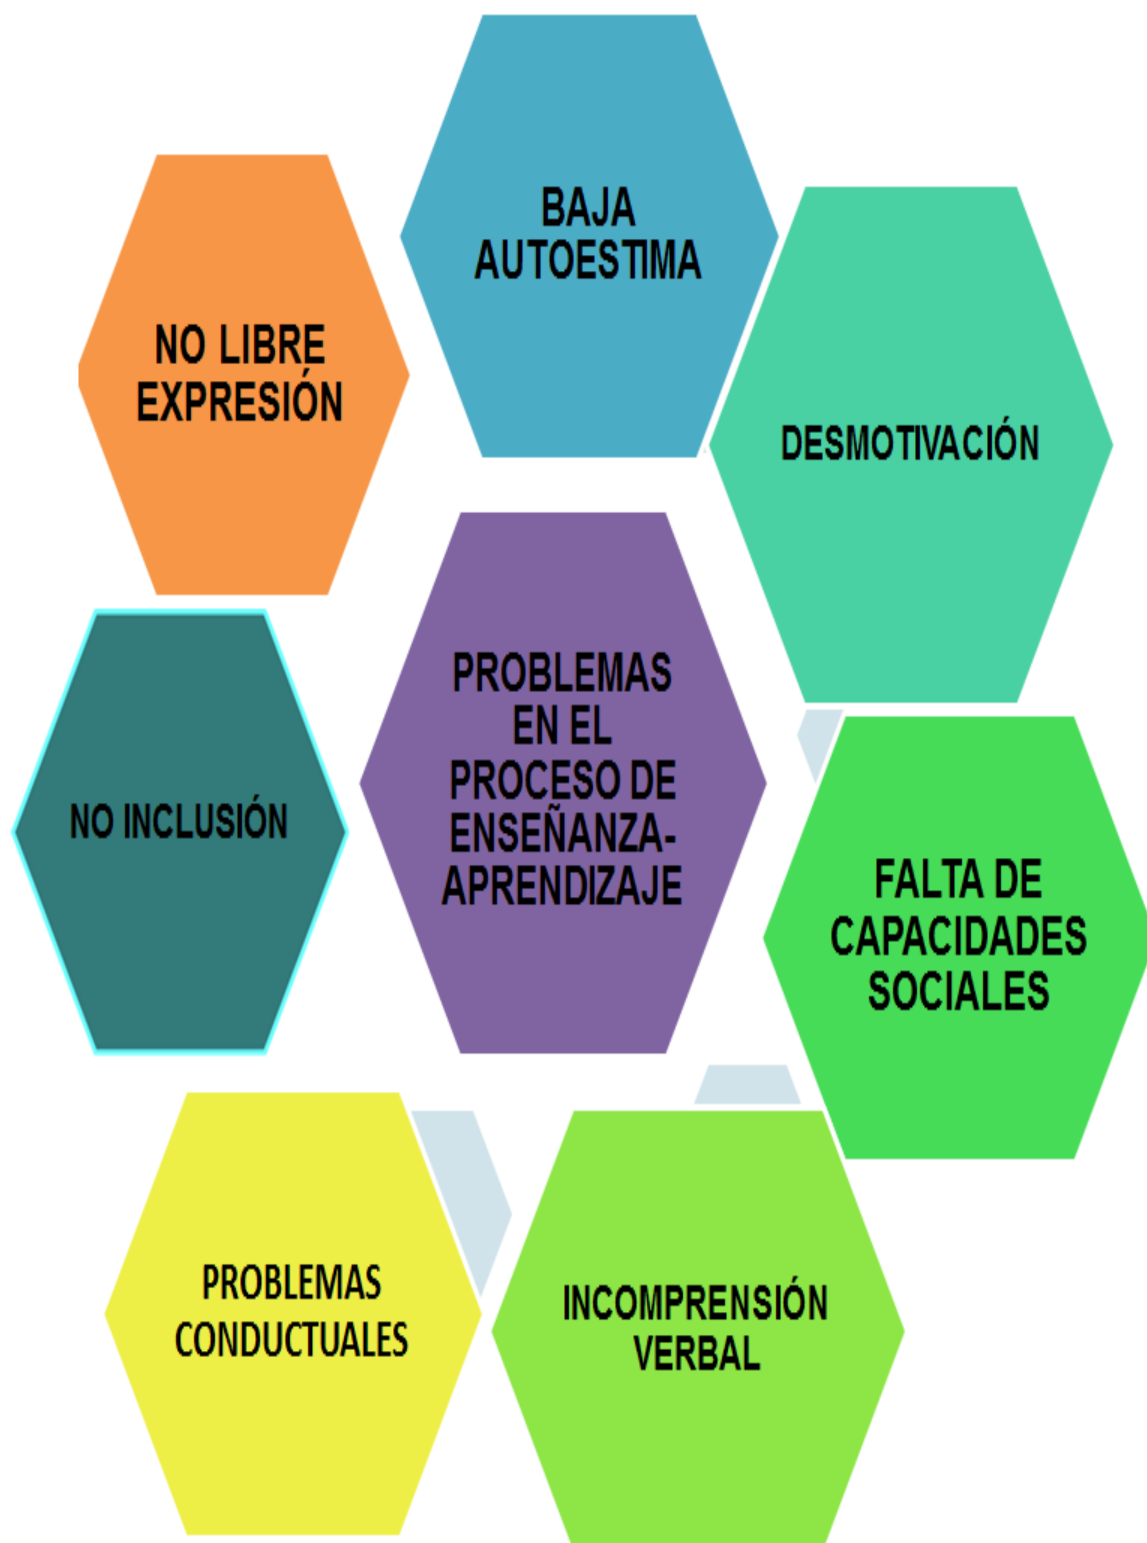 BAJA
AUTOESTIMA
NO LIBRE
EXPRESIÓN
DESMOTIVACIÓN
PROBLEMAS
EN EL
PROCESO DE
ENSEÑANZA-
APRENDIZAJE
NO INCLUSIÓN
FALTA DE
CAPACIDADES
SOCIALES
PROBLEMAS
CONDUCTUALES
INCOMPRENSIÓN
VERBAL